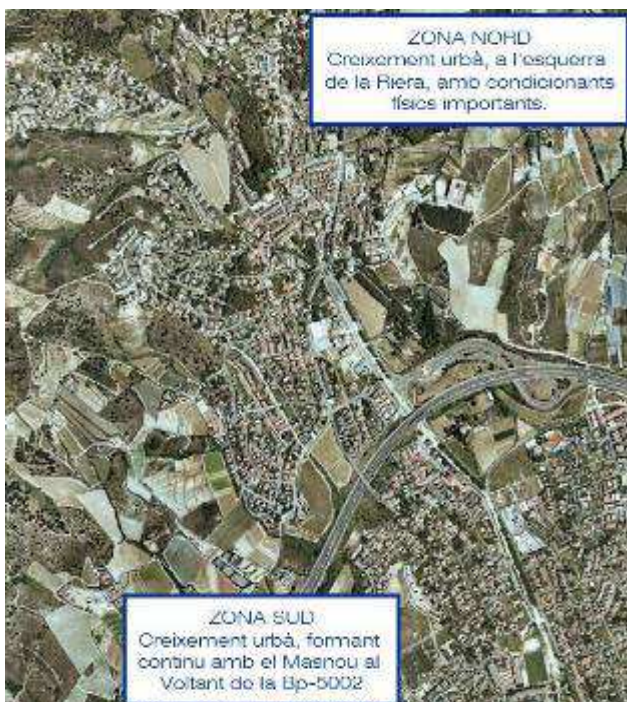 ZONA NORD
Creixement urbà, a l'esquerra
de la Riera, amb condicionants
físics importants.
ZONA SUD
Creixement urbà, formant
continu amb el Masnou al
Voltant de la Bp-5002